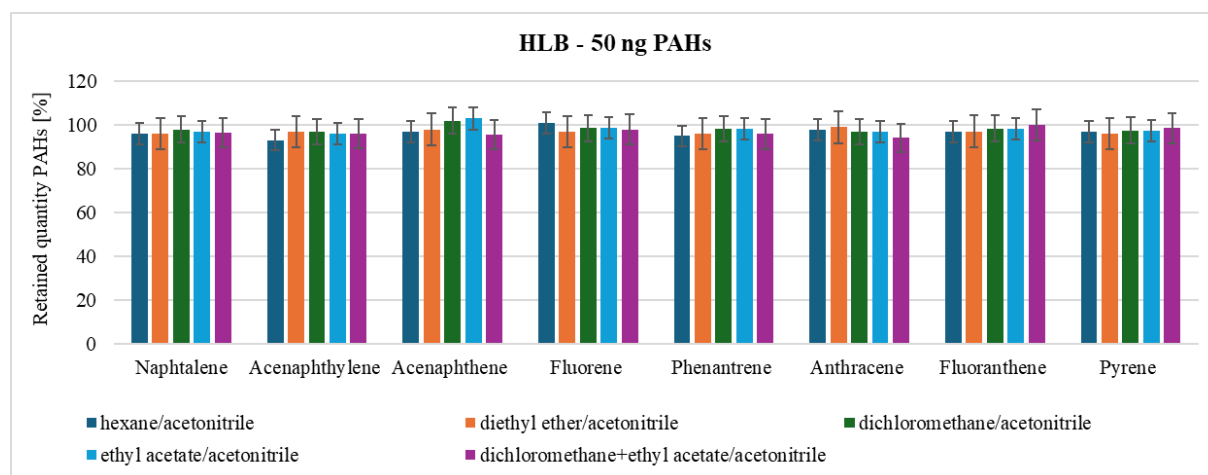 HLB - 50 ng PAHs
Retained quantity PAHs [%]
120
100
80
60
40
20
0
Naphtalene Acenaphthylene Acenaphthene Fluorene Phenantrene Anthracene Fluoranthene Pyrene
hexane/acetonitrile diethyl ether/acetonitrile dichloromethane/acetonitrile
ethyl acetate/acetonitrile dichloromethane+ethyl acetate/acetonitrile